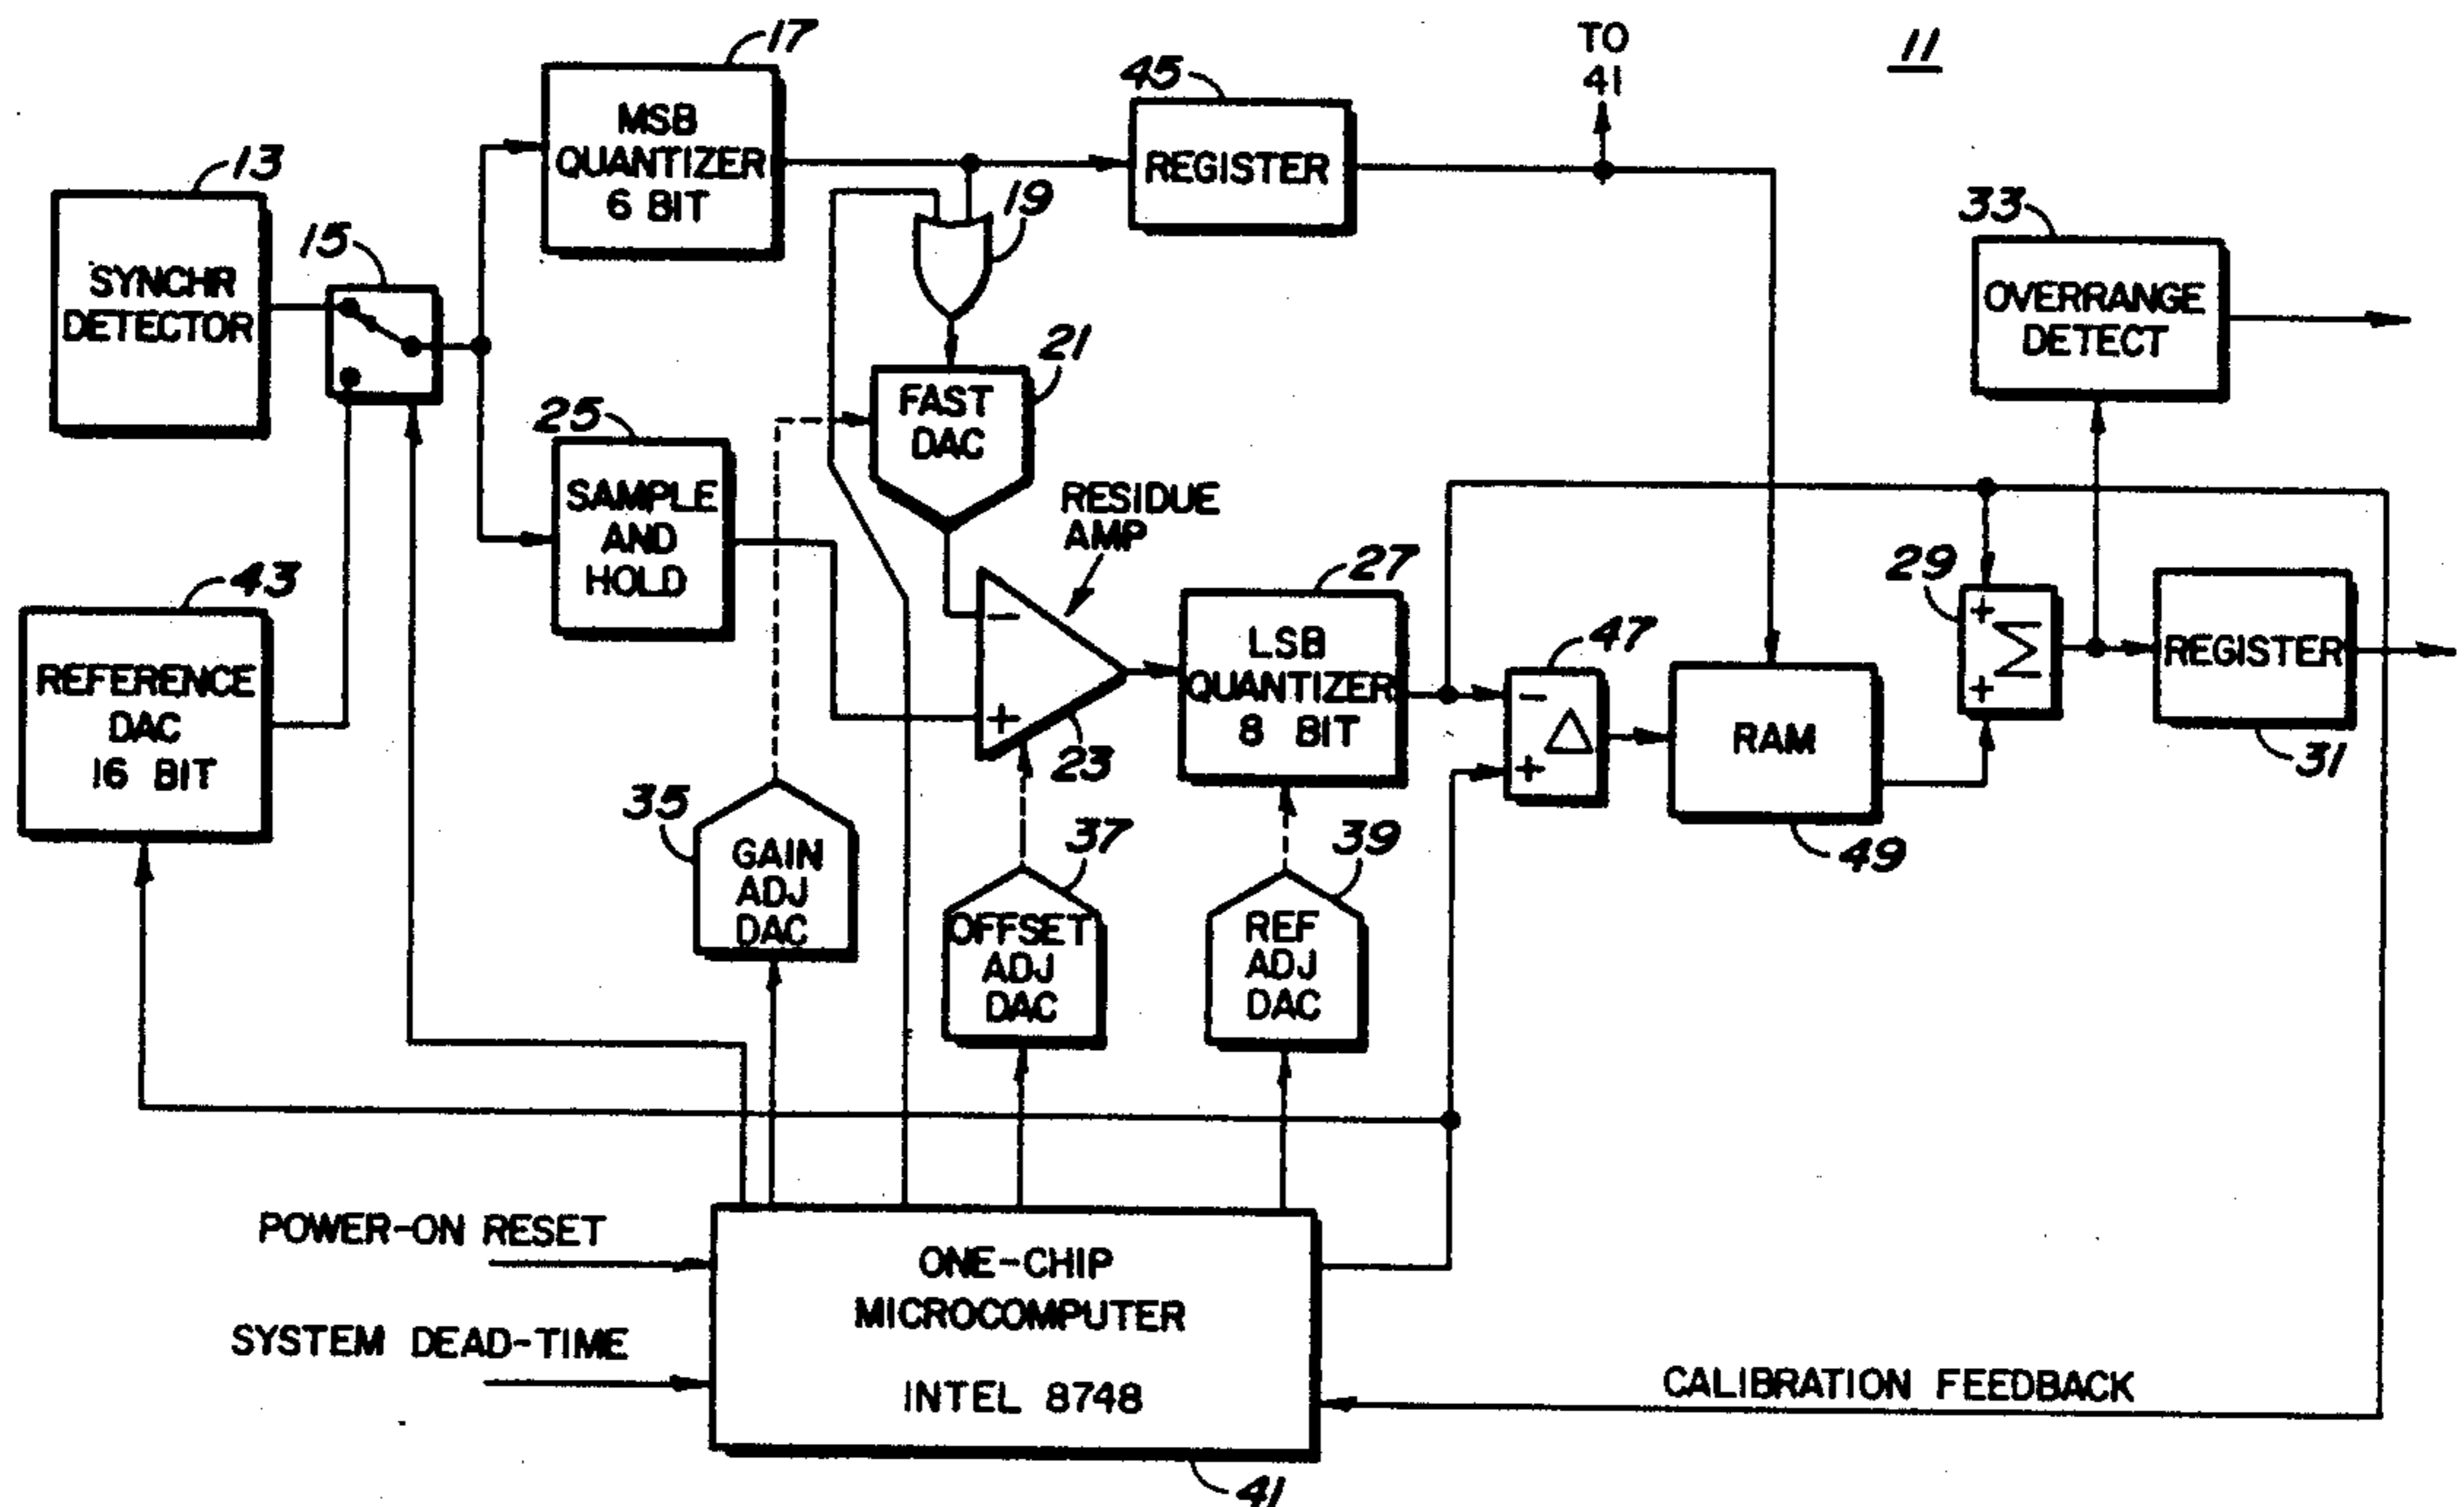 17
MSB
QUANTIZER
6 BIT
45
REGISTER
TO
41
11
13
SYNCHR
DETECTOR
15
19
33
OVERRANGE
DETECT
25
SAMPLE
AND
HOLD
FAST
DAC
21
RESIDUE
AMP
43
REFERENCE
DAC
16 BIT
−
+
23
27
LSB
QUANTIZER
8 BIT
47
−
Δ
+
RAM
49
29
+
Σ
+
REGISTER
31
35
GAIN
ADJ
DAC
37
OFFSET
ADJ
DAC
39
REF
ADJ
DAC
POWER-ON RESET
SYSTEM DEAD-TIME
ONE-CHIP
MICROCOMPUTER
INTEL 8748
41
CALIBRATION FEEDBACK